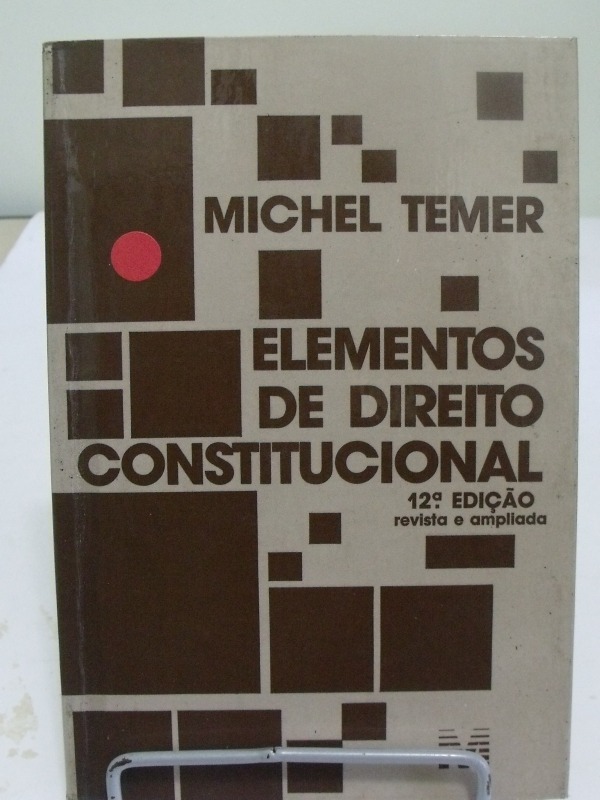 MICHEL TEMER
ELEMENTOS
DE DIREITO
CONSTITUCIONAL
12ª EDIÇÃO
revista e ampliada